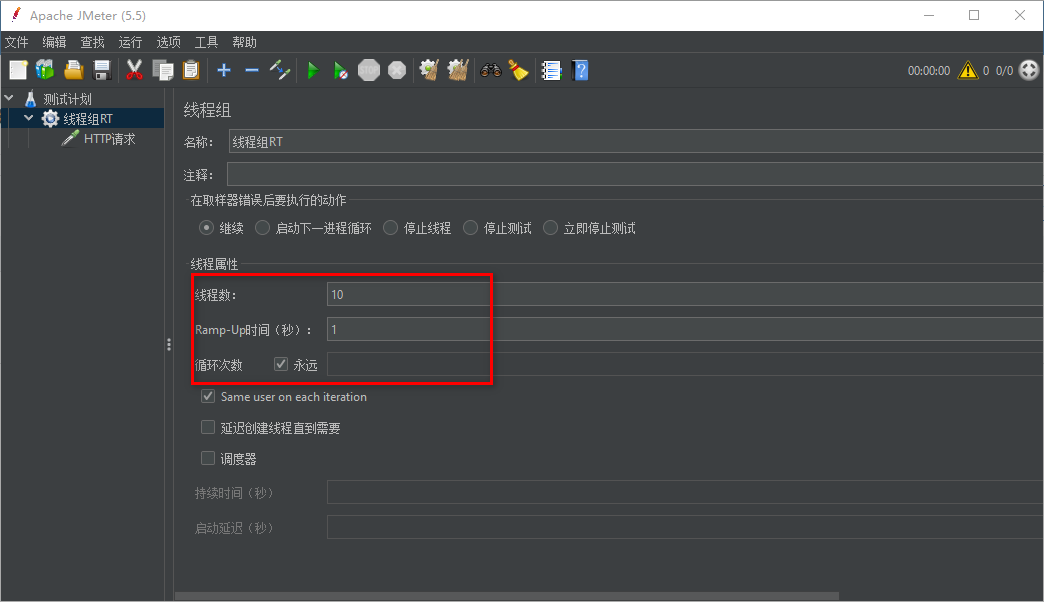 Apache JMeter (5.5)
文件 编辑 查找 运行 选项 工具 帮助
STOP 00:00:00 0 0/0
测试计划
线程组RT
HTTP请求
线程组
名称: 线程组RT
注释:
在取样器错误后要执行的动作
继续 启动下一进程循环 停止线程 停止测试 立即停止测试
线程属性
线程数: 10
Ramp-Up时间(秒): 1
循环次数 永远
Same user on each iteration
延迟创建线程直到需要
调度器
持续时间(秒)
启动延迟(秒)